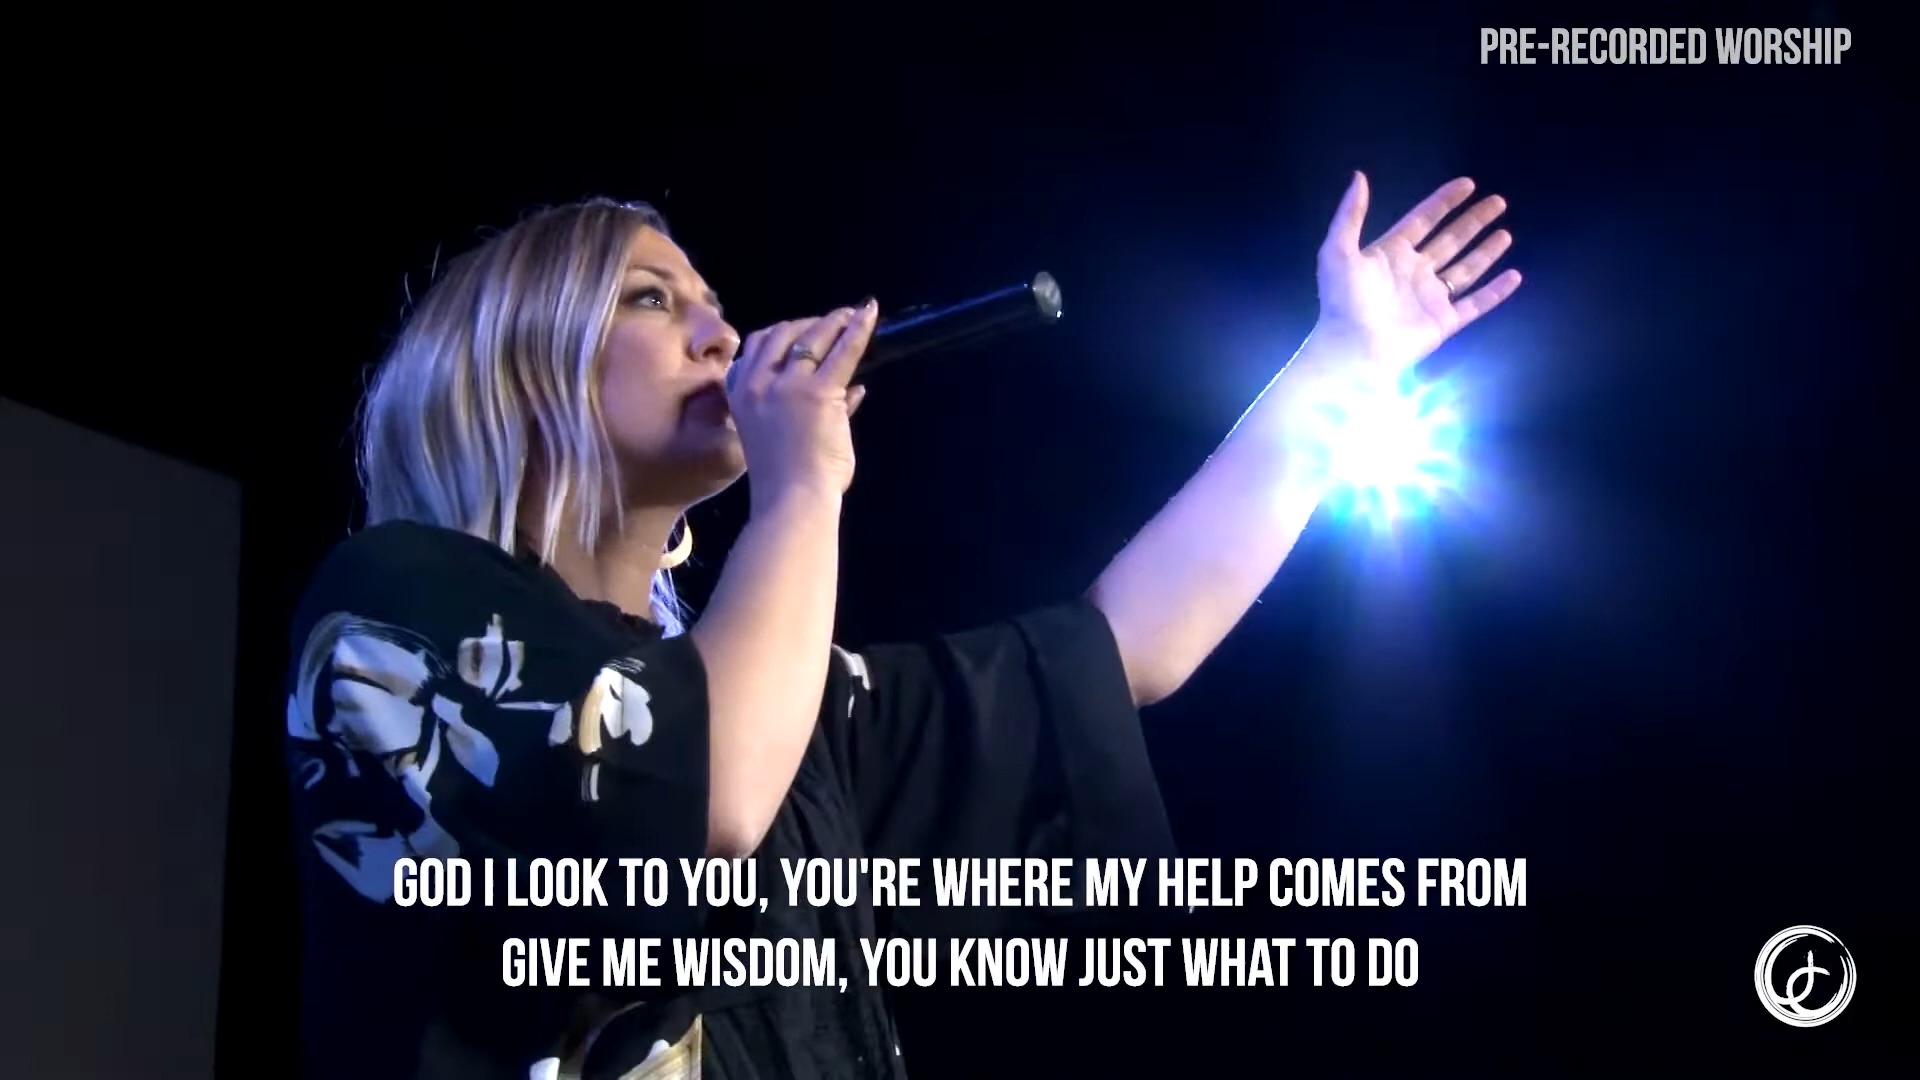 PRE-RECORDED WORSHIP
GOD I LOOK TO YOU, YOU'RE WHERE MY HELP COMES FROM
GIVE ME WISDOM, YOU KNOW JUST WHAT TO DO